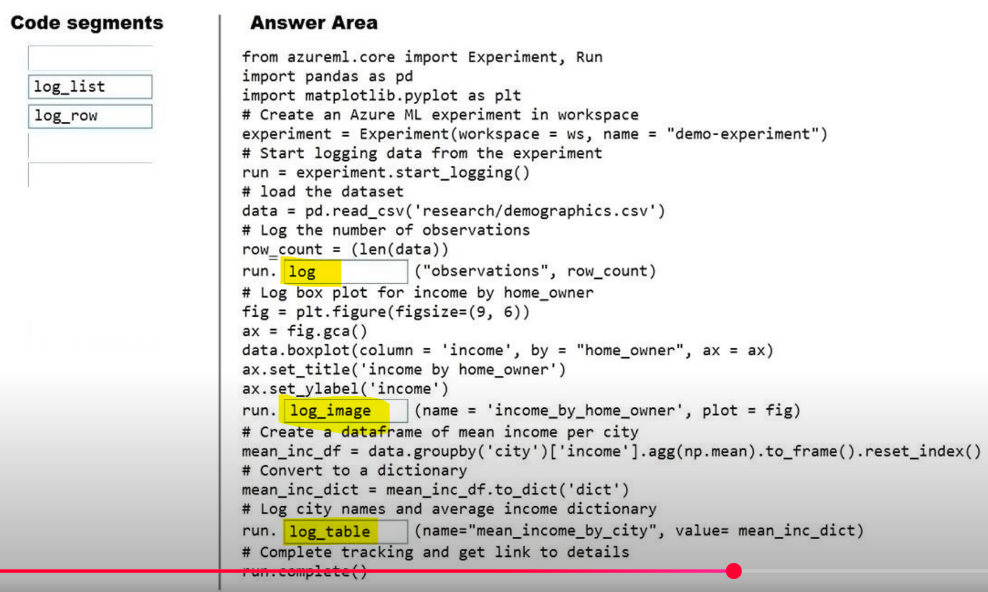 Code segments
log_list
log_row
Answer Area
from azureml.core import Experiment, Run
import pandas as pd
import matplotlib.pyplot as plt
# Create an Azure ML experiment in workspace
experiment = Experiment(workspace = ws, name = "demo-experiment")
# Start logging data from the experiment
run = experiment.start_logging()
# load the dataset
data = pd.read_csv('research/demographics.csv')
# Log the number of observations
row_count = (len(data))
run. log ("observations", row_count)
# Log box plot for income by home_owner
fig = plt.figure(figsize=(9, 6))
ax = fig.gca()
data.boxplot(column = 'income', by = "home_owner", ax = ax)
ax.set_title('income by home_owner')
ax.set_ylabel('income')
run. log_image (name = 'income_by_home_owner', plot = fig)
# Create a dataframe of mean income per city
mean_inc_df = data.groupby('city')['income'].agg(np.mean).to_frame().reset_index()
# Convert to a dictionary
mean_inc_dict = mean_inc_df.to_dict('dict')
# Log city names and average income dictionary
run. log_table (name="mean_income_by_city", value= mean_inc_dict)
# Complete tracking and get link to details
run.complete()